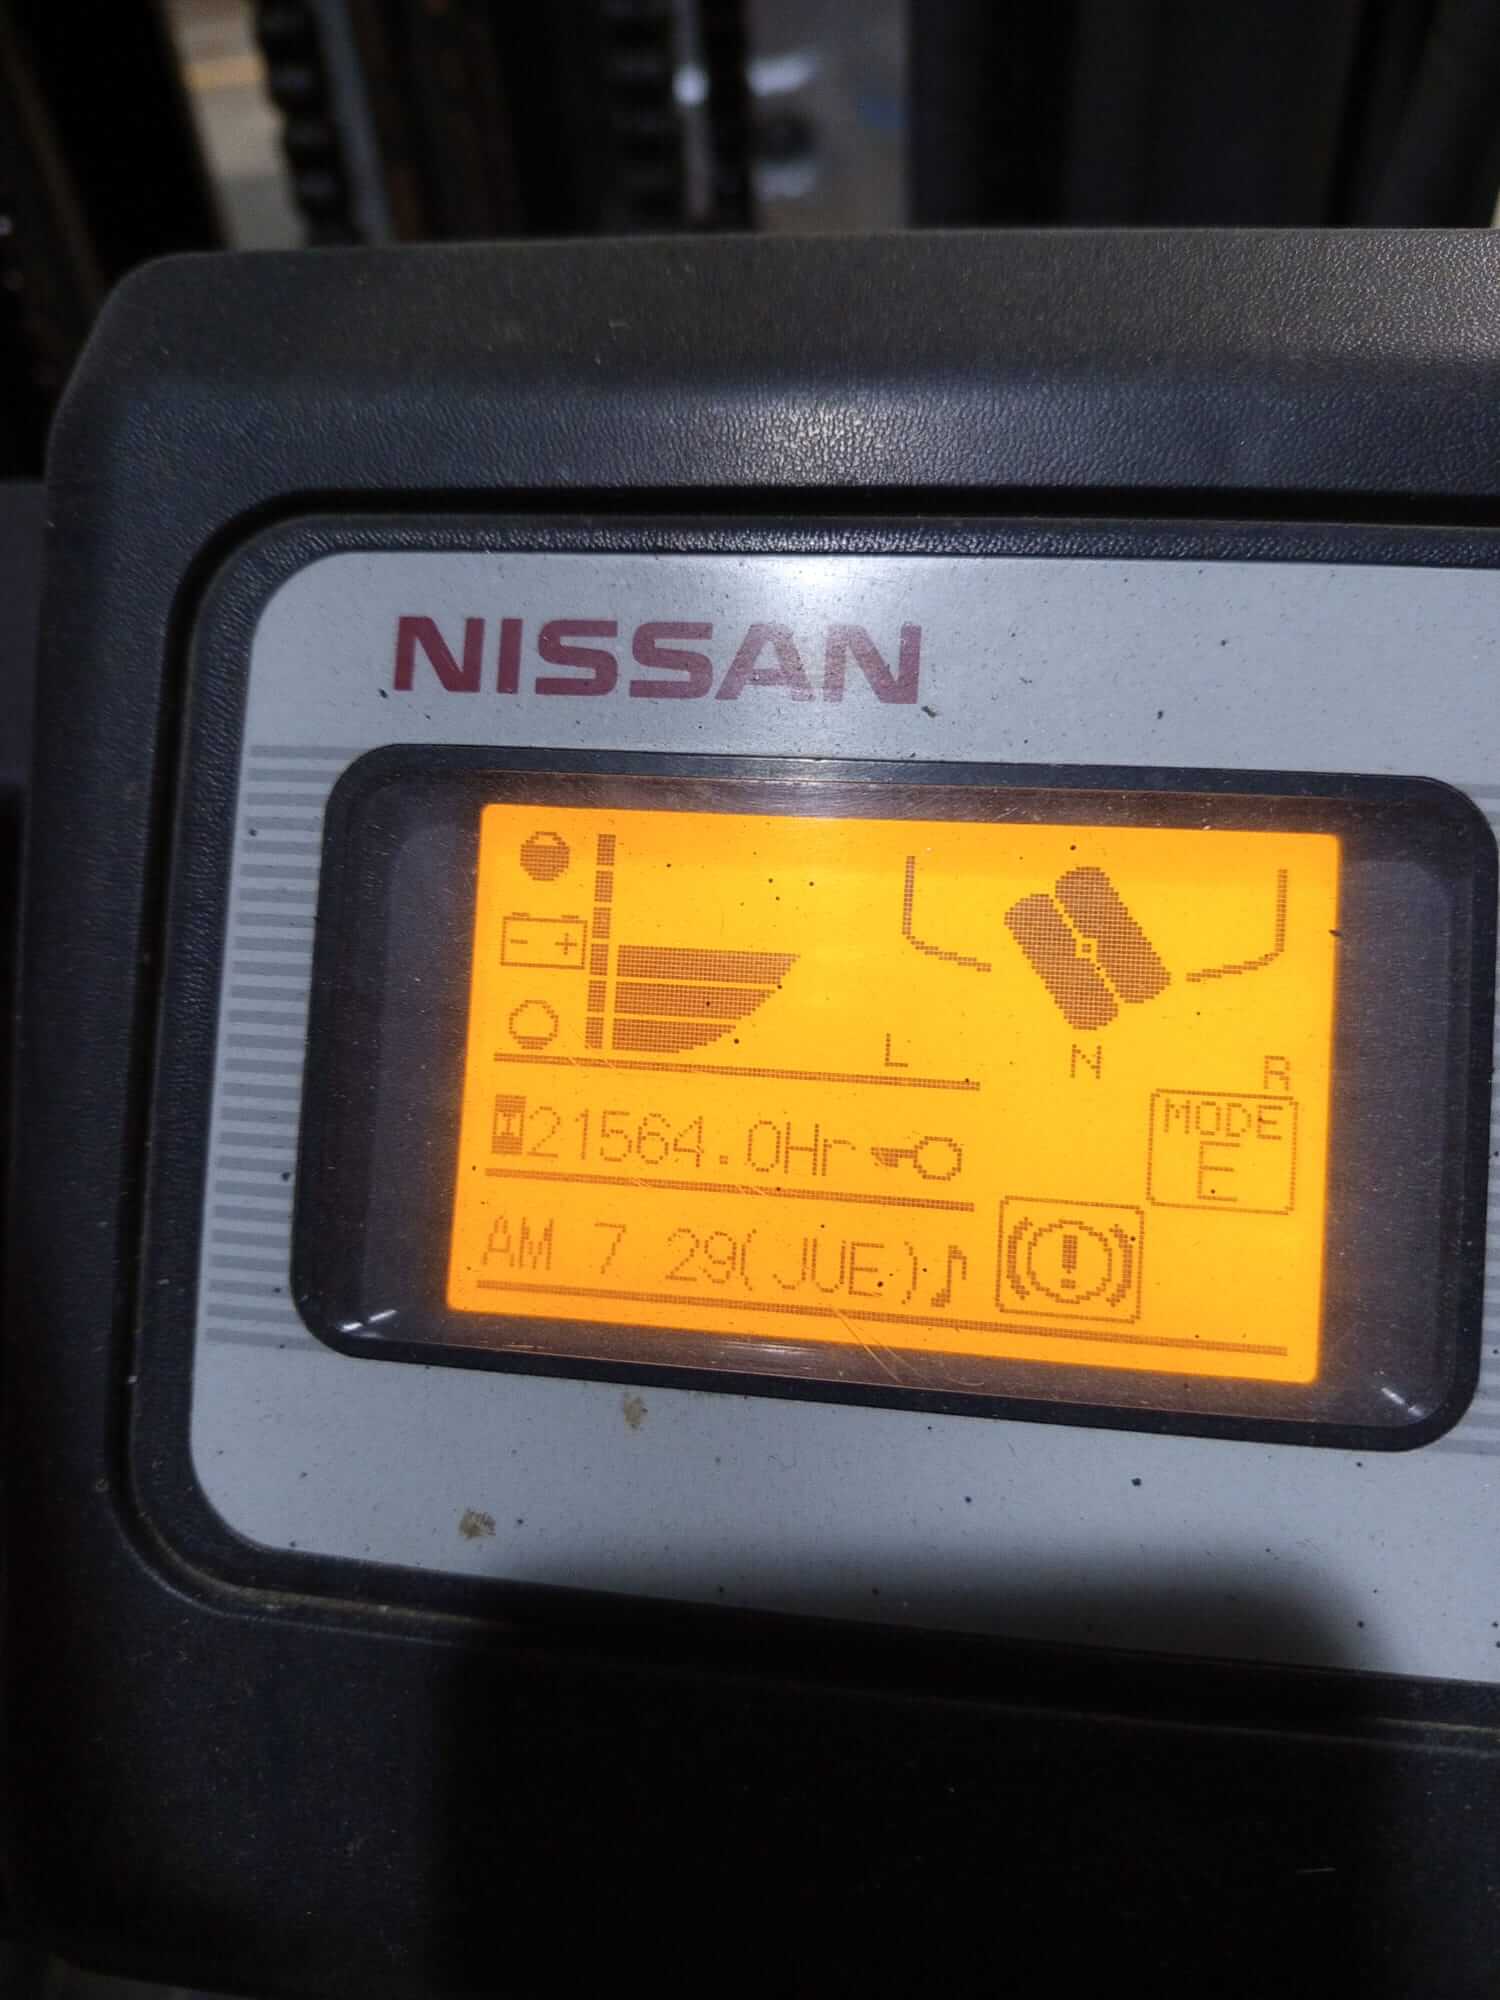 NISSAN
- +
L
N
R
MODE
E
21564.0Hr
AM 7 29(JUE)
!